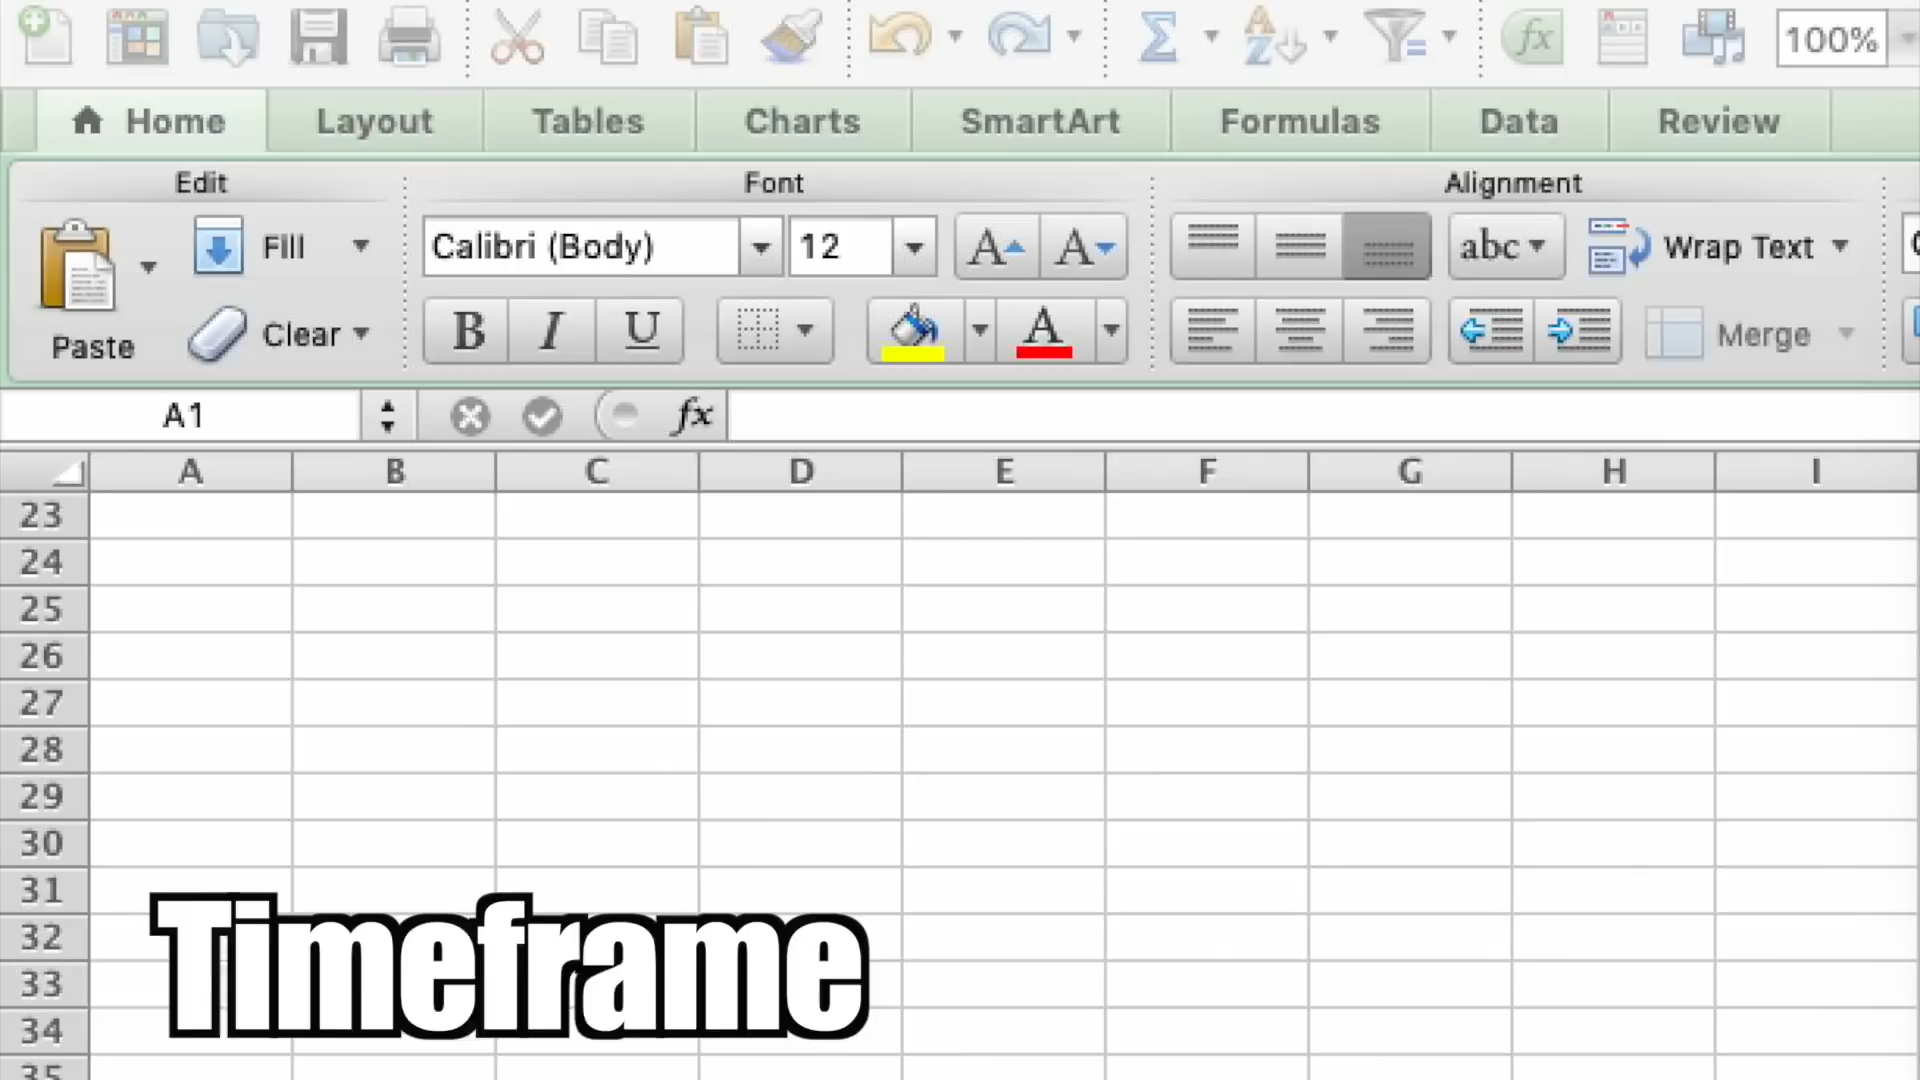 100%
Home Layout Tables Charts SmartArt Formulas Data Review
Edit Font Alignment
Fill Calibri (Body) 12 A A abc Wrap Text
Paste Clear B I U A Merge
A1 fx
A B C D E F G H I
23
24
25
26
27
28
29
30
31
32
33
34
35
Timeframe